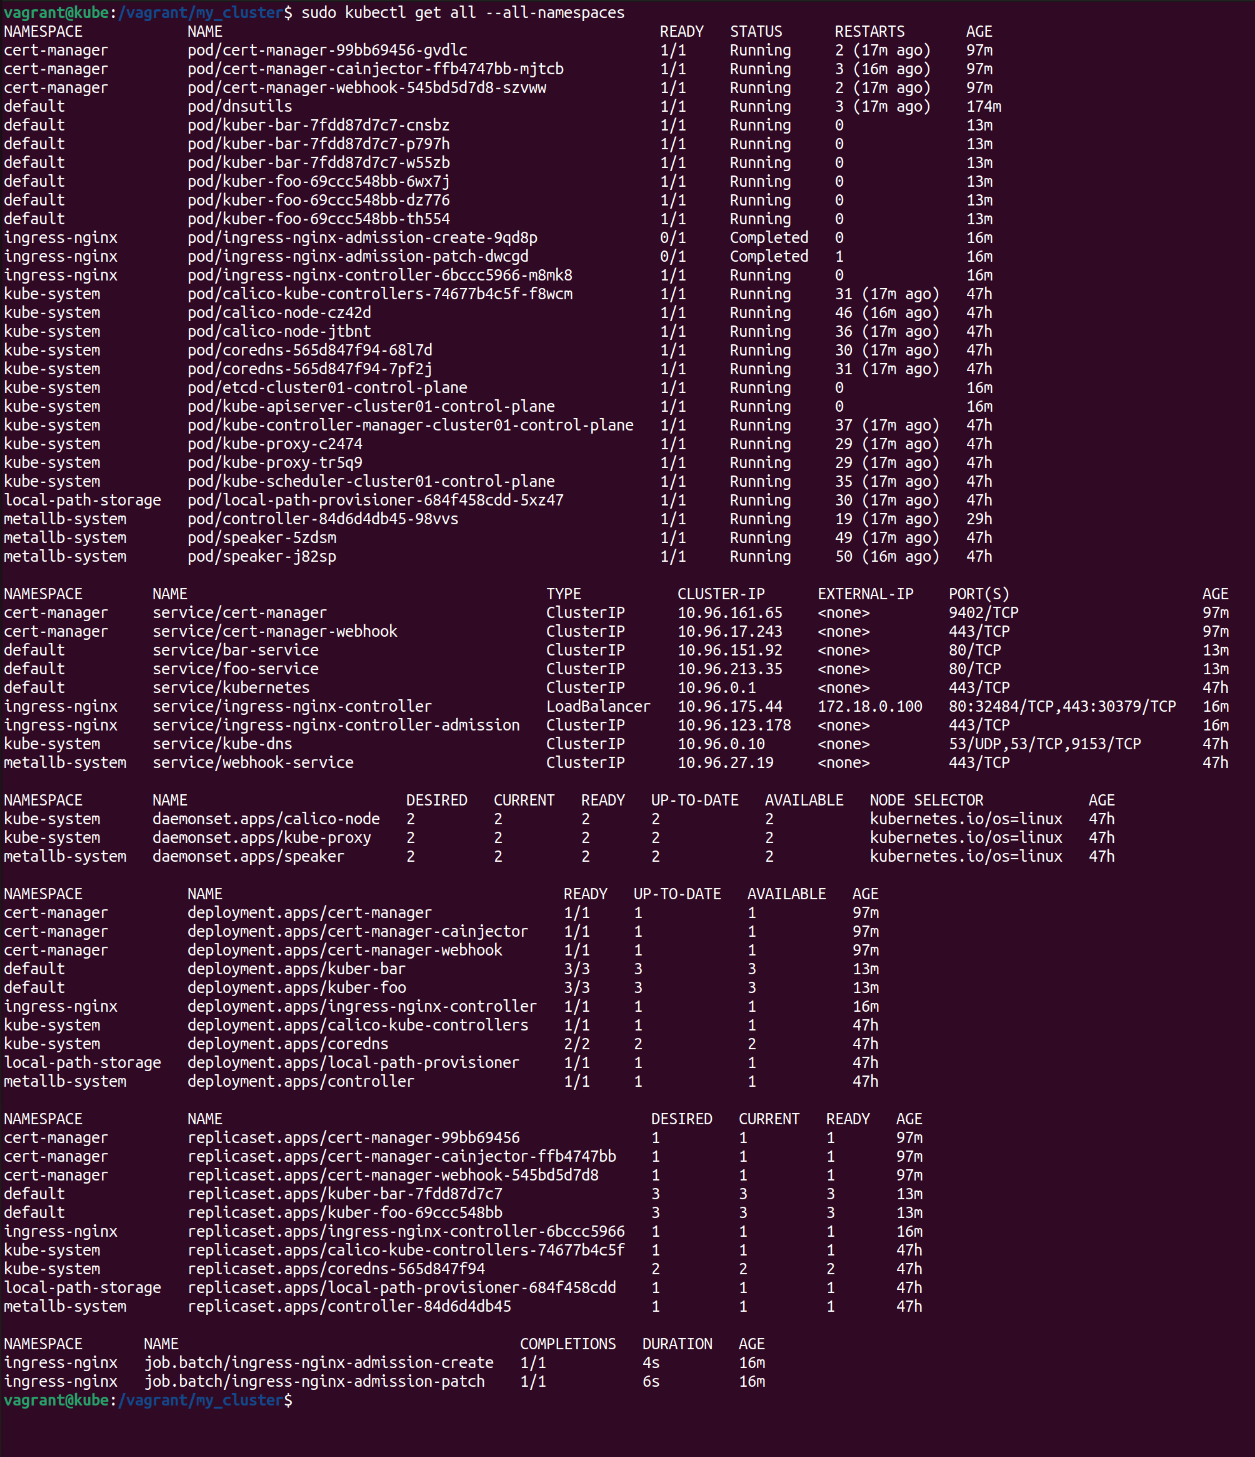 vagrant@kube:/vagrant/my_cluster$ sudo kubectl get all --all-namespaces
NAMESPACE NAME READY STATUS RESTARTS AGE
cert-manager pod/cert-manager-99bb69456-gvdlc 1/1 Running 2 (17m ago) 97m
cert-manager pod/cert-manager-cainjector-ffb4747bb-mjtcb 1/1 Running 3 (16m ago) 97m
cert-manager pod/cert-manager-webhook-545bd5d7d8-szvww 1/1 Running 2 (17m ago) 97m
default pod/dnsutils 1/1 Running 3 (17m ago) 174m
default pod/kuber-bar-7fdd87d7c7-cnsbz 1/1 Running 0 13m
default pod/kuber-bar-7fdd87d7c7-p797h 1/1 Running 0 13m
default pod/kuber-bar-7fdd87d7c7-w55zb 1/1 Running 0 13m
default pod/kuber-foo-69ccc548bb-6wx7j 1/1 Running 0 13m
default pod/kuber-foo-69ccc548bb-dz776 1/1 Running 0 13m
default pod/kuber-foo-69ccc548bb-th554 1/1 Running 0 13m
ingress-nginx pod/ingress-nginx-admission-create-9qd8p 0/1 Completed 0 16m
ingress-nginx pod/ingress-nginx-admission-patch-dwcgd 0/1 Completed 1 16m
ingress-nginx pod/ingress-nginx-controller-6bccc5966-m8mk8 1/1 Running 0 16m
kube-system pod/calico-kube-controllers-74677b4c5f-f8wcm 1/1 Running 31 (17m ago) 47h
kube-system pod/calico-node-cz42d 1/1 Running 46 (16m ago) 47h
kube-system pod/calico-node-jtbnt 1/1 Running 36 (17m ago) 47h
kube-system pod/coredns-565d847f94-68l7d 1/1 Running 30 (17m ago) 47h
kube-system pod/coredns-565d847f94-7pf2j 1/1 Running 31 (17m ago) 47h
kube-system pod/etcd-cluster01-control-plane 1/1 Running 0 16m
kube-system pod/kube-apiserver-cluster01-control-plane 1/1 Running 0 16m
kube-system pod/kube-controller-manager-cluster01-control-plane 1/1 Running 37 (17m ago) 47h
kube-system pod/kube-proxy-c2474 1/1 Running 29 (17m ago) 47h
kube-system pod/kube-proxy-tr5q9 1/1 Running 29 (17m ago) 47h
kube-system pod/kube-scheduler-cluster01-control-plane 1/1 Running 35 (17m ago) 47h
local-path-storage pod/local-path-provisioner-684f458cdd-5xz47 1/1 Running 30 (17m ago) 47h
metallb-system pod/controller-84d6d4db45-98vvs 1/1 Running 19 (17m ago) 29h
metallb-system pod/speaker-5zdsm 1/1 Running 49 (17m ago) 47h
metallb-system pod/speaker-j82sp 1/1 Running 50 (16m ago) 47h
NAMESPACE NAME TYPE CLUSTER-IP EXTERNAL-IP PORT(S) AGE
cert-manager service/cert-manager ClusterIP 10.96.161.65 <none> 9402/TCP 97m
cert-manager service/cert-manager-webhook ClusterIP 10.96.17.243 <none> 443/TCP 97m
default service/bar-service ClusterIP 10.96.151.92 <none> 80/TCP 13m
default service/foo-service ClusterIP 10.96.213.35 <none> 80/TCP 13m
default service/kubernetes ClusterIP 10.96.0.1 <none> 443/TCP 47h
ingress-nginx service/ingress-nginx-controller LoadBalancer 10.96.175.44 172.18.0.100 80:32484/TCP,443:30379/TCP 16m
ingress-nginx service/ingress-nginx-controller-admission ClusterIP 10.96.123.178 <none> 443/TCP 16m
kube-system service/kube-dns ClusterIP 10.96.0.10 <none> 53/UDP,53/TCP,9153/TCP 47h
metallb-system service/webhook-service ClusterIP 10.96.27.19 <none> 443/TCP 47h
NAMESPACE NAME DESIRED CURRENT READY UP-TO-DATE AVAILABLE NODE SELECTOR AGE
kube-system daemonset.apps/calico-node 2 2 2 2 2 kubernetes.io/os=linux 47h
kube-system daemonset.apps/kube-proxy 2 2 2 2 2 kubernetes.io/os=linux 47h
metallb-system daemonset.apps/speaker 2 2 2 2 2 kubernetes.io/os=linux 47h
NAMESPACE NAME READY UP-TO-DATE AVAILABLE AGE
cert-manager deployment.apps/cert-manager 1/1 1 1 97m
cert-manager deployment.apps/cert-manager-cainjector 1/1 1 1 97m
cert-manager deployment.apps/cert-manager-webhook 1/1 1 1 97m
default deployment.apps/kuber-bar 3/3 3 3 13m
default deployment.apps/kuber-foo 3/3 3 3 13m
ingress-nginx deployment.apps/ingress-nginx-controller 1/1 1 1 16m
kube-system deployment.apps/calico-kube-controllers 1/1 1 1 47h
kube-system deployment.apps/coredns 2/2 2 2 47h
local-path-storage deployment.apps/local-path-provisioner 1/1 1 1 47h
metallb-system deployment.apps/controller 1/1 1 1 47h
NAMESPACE NAME DESIRED CURRENT READY AGE
cert-manager replicaset.apps/cert-manager-99bb69456 1 1 1 97m
cert-manager replicaset.apps/cert-manager-cainjector-ffb4747bb 1 1 1 97m
cert-manager replicaset.apps/cert-manager-webhook-545bd5d7d8 1 1 1 97m
default replicaset.apps/kuber-bar-7fdd87d7c7 3 3 3 13m
default replicaset.apps/kuber-foo-69ccc548bb 3 3 3 13m
ingress-nginx replicaset.apps/ingress-nginx-controller-6bccc5966 1 1 1 16m
kube-system replicaset.apps/calico-kube-controllers-74677b4c5f 1 1 1 47h
kube-system replicaset.apps/coredns-565d847f94 2 2 2 47h
local-path-storage replicaset.apps/local-path-provisioner-684f458cdd 1 1 1 47h
metallb-system replicaset.apps/controller-84d6d4db45 1 1 1 47h
NAMESPACE NAME COMPLETIONS DURATION AGE
ingress-nginx job.batch/ingress-nginx-admission-create 1/1 4s 16m
ingress-nginx job.batch/ingress-nginx-admission-patch 1/1 6s 16m
vagrant@kube:/vagrant/my_cluster$